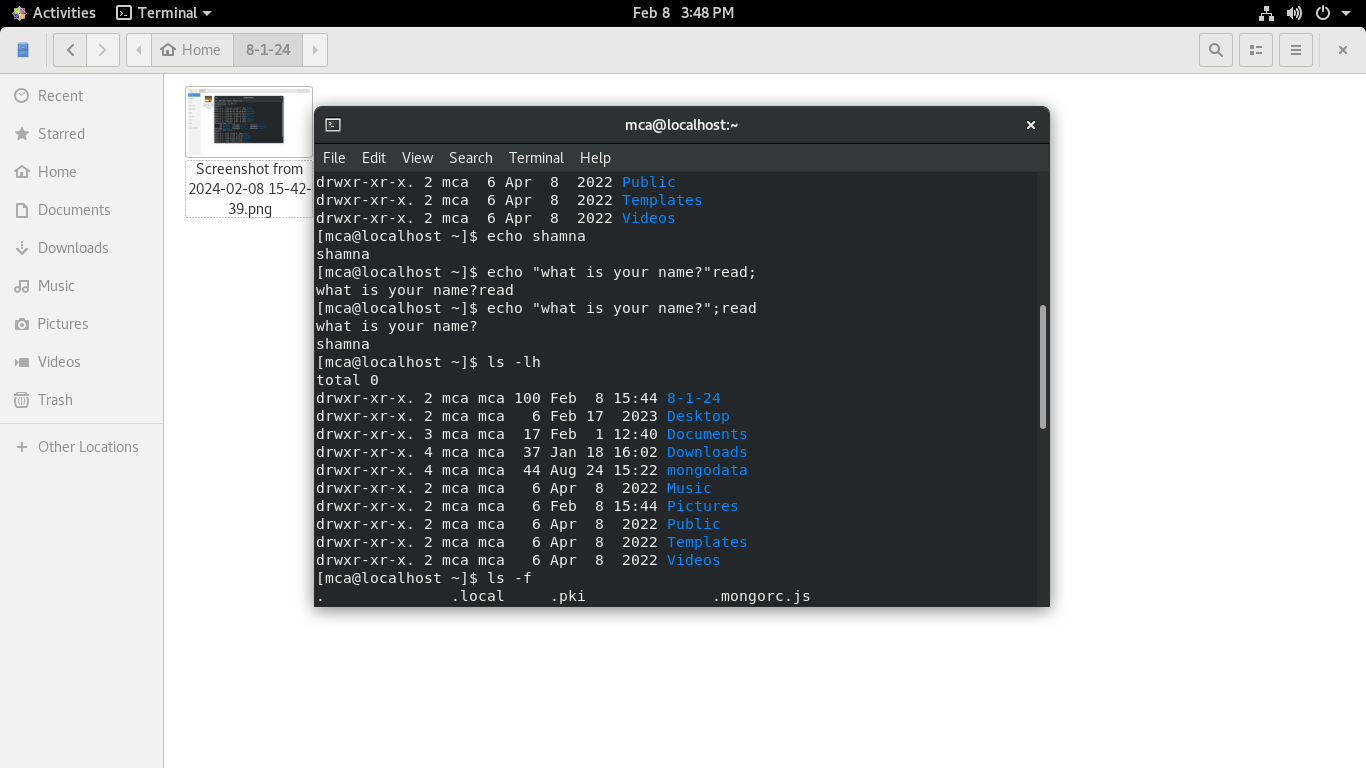 Activities Terminal Feb 8 3:48 PM
Home 8-1-24
Recent
Starred
Home
Documents
Downloads
Music
Pictures
Videos
Trash
Other Locations
Screenshot from
2024-02-08 15-42-
39.png
mca@localhost:~
File Edit View Search Terminal Help
drwxr-xr-x. 2 mca  6 Apr  8  2022 Public
drwxr-xr-x. 2 mca  6 Apr  8  2022 Templates
drwxr-xr-x. 2 mca  6 Apr  8  2022 Videos
[mca@localhost ~]$ echo shamna
shamna
[mca@localhost ~]$ echo "what is your name?"read;
what is your name?read
[mca@localhost ~]$ echo "what is your name?";read
what is your name?
shamna
[mca@localhost ~]$ ls -lh
total 0
drwxr-xr-x. 2 mca mca 100 Feb  8 15:44 8-1-24
drwxr-xr-x. 2 mca mca   6 Feb 17  2023 Desktop
drwxr-xr-x. 3 mca mca  17 Feb  1 12:40 Documents
drwxr-xr-x. 4 mca mca  37 Jan 18 16:02 Downloads
drwxr-xr-x. 4 mca mca  44 Aug 24 15:22 mongodata
drwxr-xr-x. 2 mca mca   6 Apr  8  2022 Music
drwxr-xr-x. 2 mca mca   6 Feb  8 15:44 Pictures
drwxr-xr-x. 2 mca mca   6 Apr  8  2022 Public
drwxr-xr-x. 2 mca mca   6 Apr  8  2022 Templates
drwxr-xr-x. 2 mca mca   6 Apr  8  2022 Videos
[mca@localhost ~]$ ls -f
.              .local     .pki              .mongorc.js